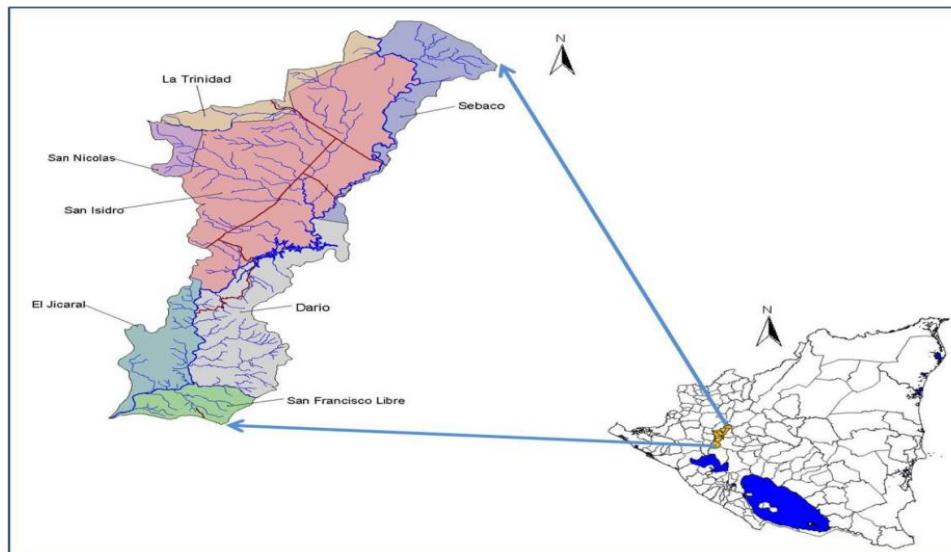 N
La Trinidad
Sebaco
San Nicolas
San Isidro
El Jicaral
Dario
San Francisco Libre
N